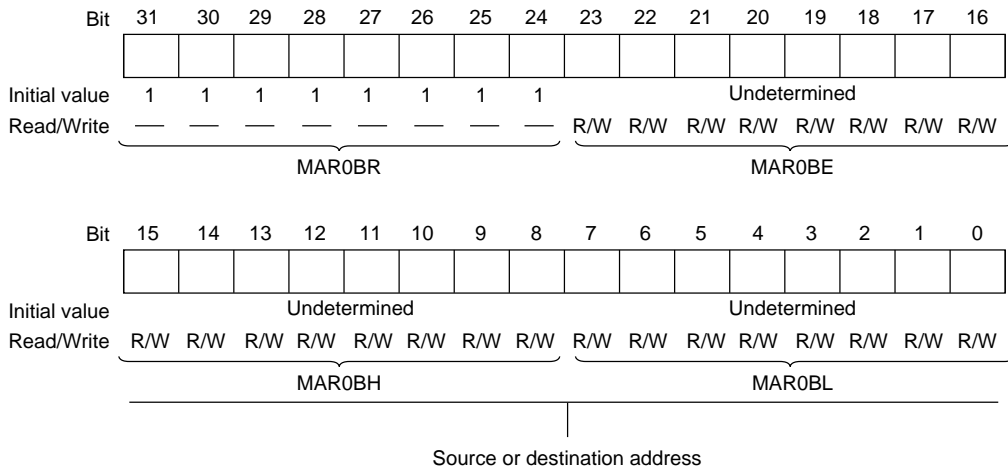 Bit 31 30 29 28 27 26 25 24 23 22 21 20 19 18 17 16
Initial value 1 1 1 1 1 1 1 1 Undetermined
Read/Write — — — — — — — — R/W R/W R/W R/W R/W R/W R/W R/W
MAR0BR MAR0BE
Bit 15 14 13 12 11 10 9 8 7 6 5 4 3 2 1 0
Initial value Undetermined Undetermined
Read/Write R/W R/W R/W R/W R/W R/W R/W R/W R/W R/W R/W R/W R/W R/W R/W R/W
MAR0BH MAR0BL
Source or destination address